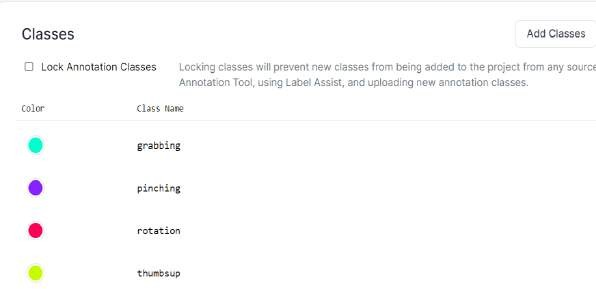 Classes
Add Classes
Lock Annotation Classes
Locking classes will prevent new classes from being added to the project from any source
Annotation Tool, using Label Assist, and uploading new annotation classes.
Color Class Name
grabbing
pinching
rotation
thumbsup